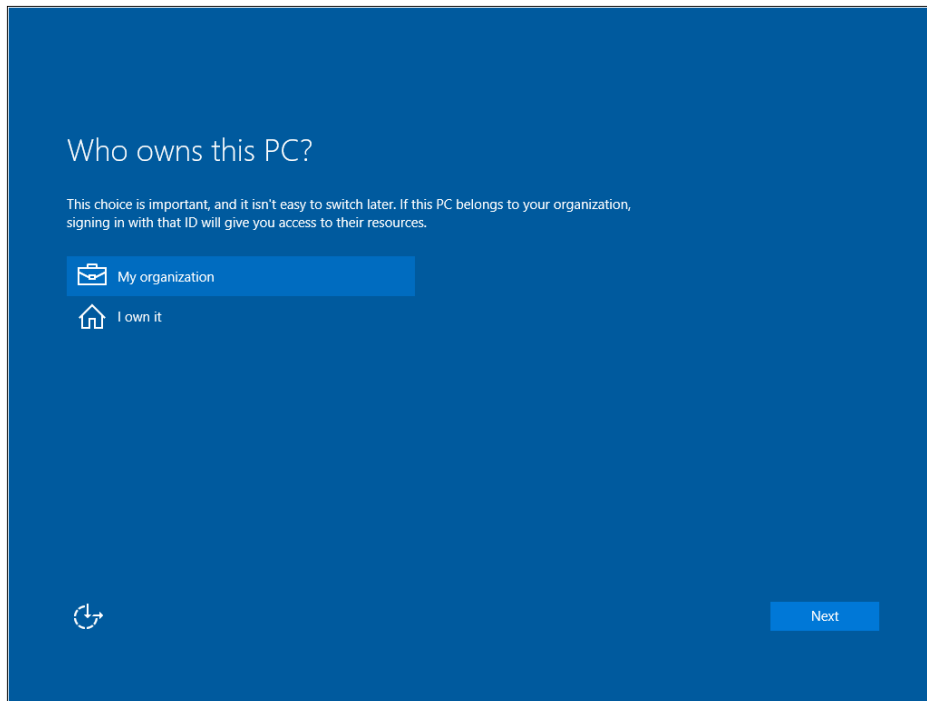 Who owns this PC?
This choice is important, and it isn't easy to switch later. If this PC belongs to your organization,
signing in with that ID will give you access to their resources.
My organization
I own it
Next